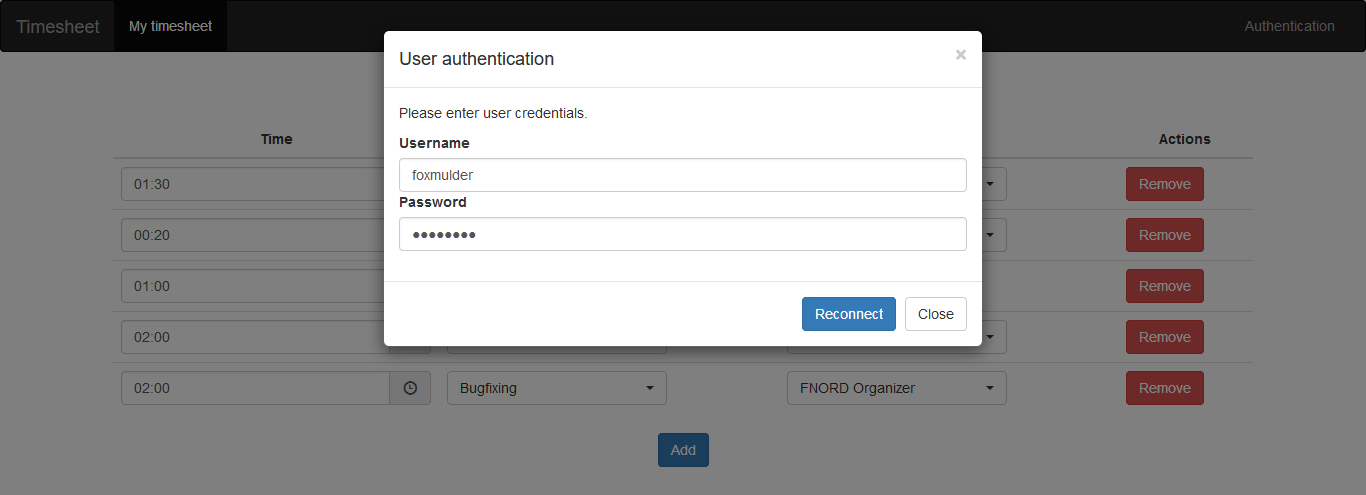 Timesheet My timesheet Authentication
User authentication ×
Please enter user credentials.
Username
foxmulder
Password
●●●●●●●●
Reconnect Close
Time Actions
01:30 Remove
00:20 Remove
01:00 Remove
02:00 Remove
02:00 Bugfixing FNORD Organizer Remove
Add